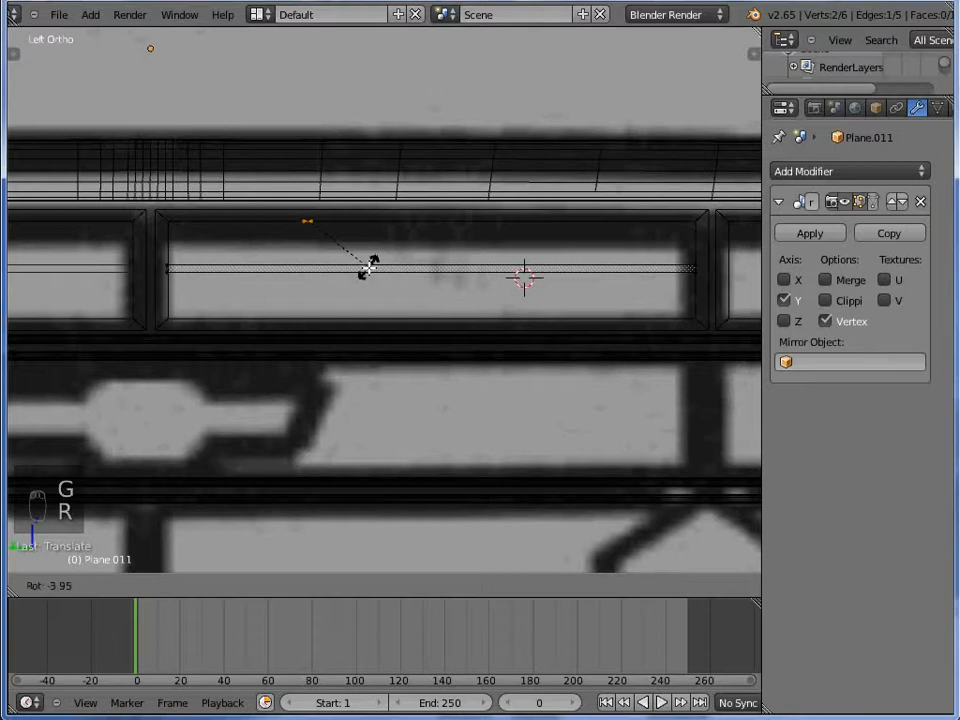 File Add Render Window Help Default Scene Blender Render v2.65 | Verts:2/6 | Edges:1/5 | Faces:0/1
Left Ortho
View Search All Scen
RenderLayers
Plane.011
Add Modifier
Apply Copy
Axis: Options: Textures:
X Merge U
Y Clippi V
Z Vertex
Mirror Object:
G
R
Last: Translate
(0) Plane.011
Rot: -3.95
-40 -20 0 20 40 60 80 100 120 140 160 180 200 220 240 260
View Marker Frame Playback Start: 1 End: 250 0 No Sync